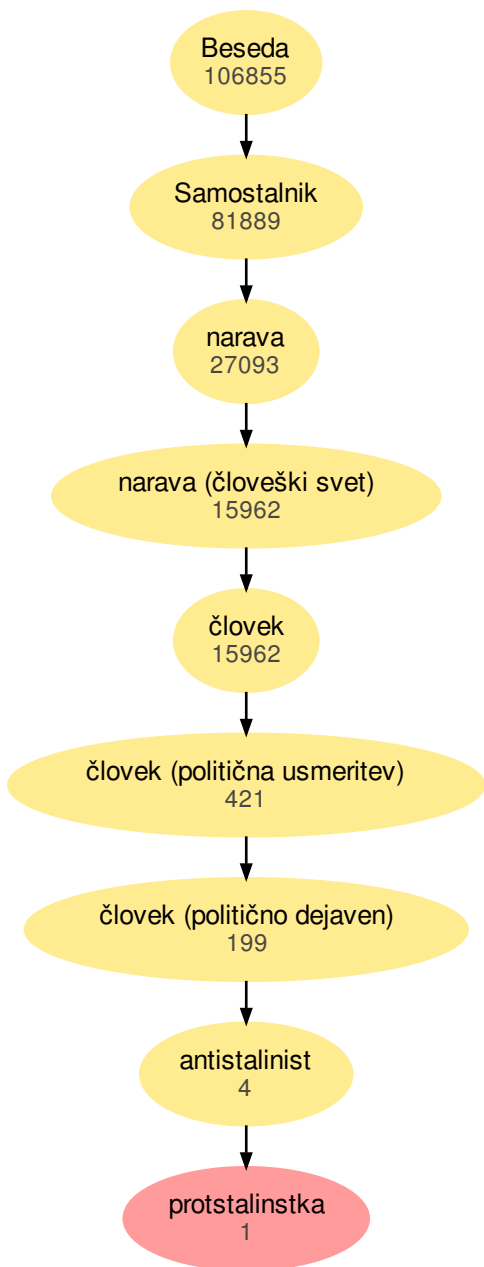 Beseda
106855
Samostalnik
81889
narava
27093
narava (človeški svet)
15962
človek
15962
človek (politična usmeritev)
421
človek (politično dejaven)
199
antistalinist
4
protstalinstka
1